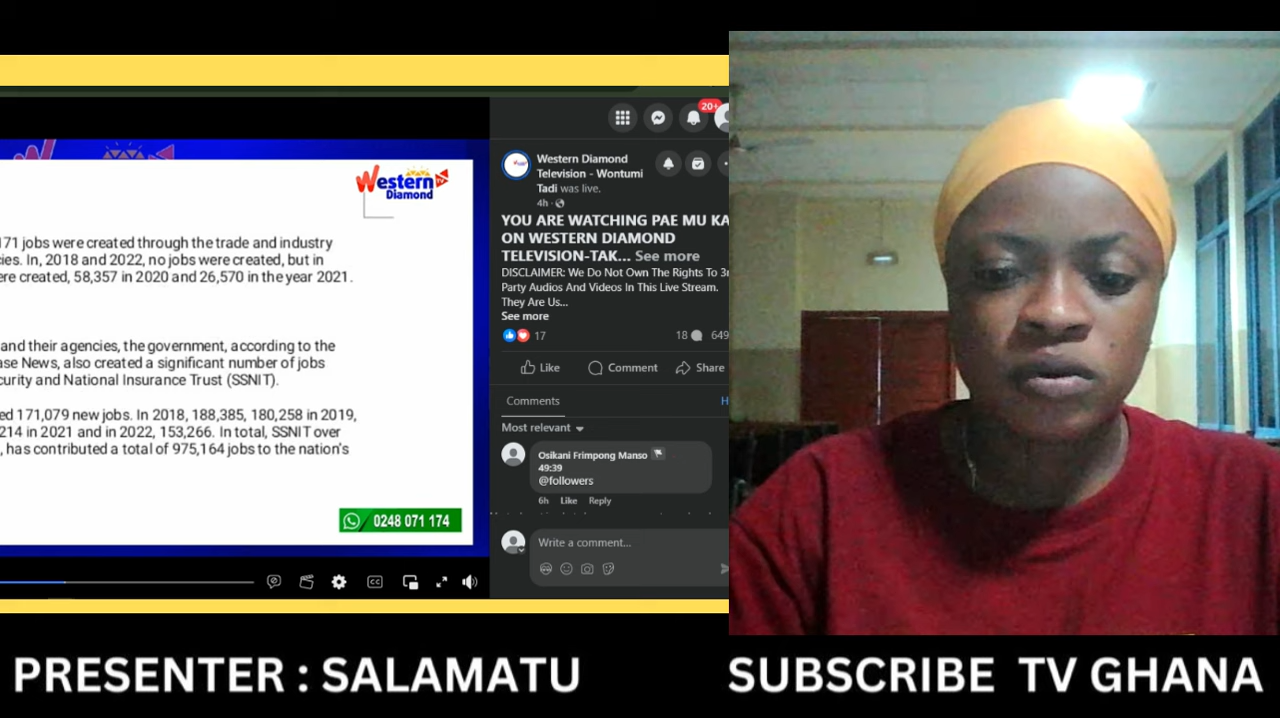 Western
Diamond
171 jobs were created through the trade and industry
cies. In, 2018 and 2022, no jobs were created, but in
ere created, 58,357 in 2020 and 26,570 in the year 2021.
and their agencies, the government, according to the
ase News, also created a significant number of jobs
curity and National Insurance Trust (SSNIT).
ed 171,079 new jobs. In 2018, 188,385, 180,258 in 2019,
214 in 2021 and in 2022, 153,266. In total, SSNIT over
, has contributed a total of 975,164 jobs to the nation's
0248 071 174
20+
Western Diamond
Television - Wontumi
Tadi was live.
4h
YOU ARE WATCHING PAE MU KA
ON WESTERN DIAMOND
TELEVISION-TAK... See more
DISCLAIMER: We Do Not Own The Rights To 3r
Party Audios And Videos In This Live Stream.
They Are Us...
See more
17
18
649
Like
Comment
Share
Comments
Most relevant
Osikani Frimpong Manso
49:39
@followers
6h Like Reply
Write a comment...
CC
PRESENTER : SALAMATU
SUBSCRIBE TV GHANA